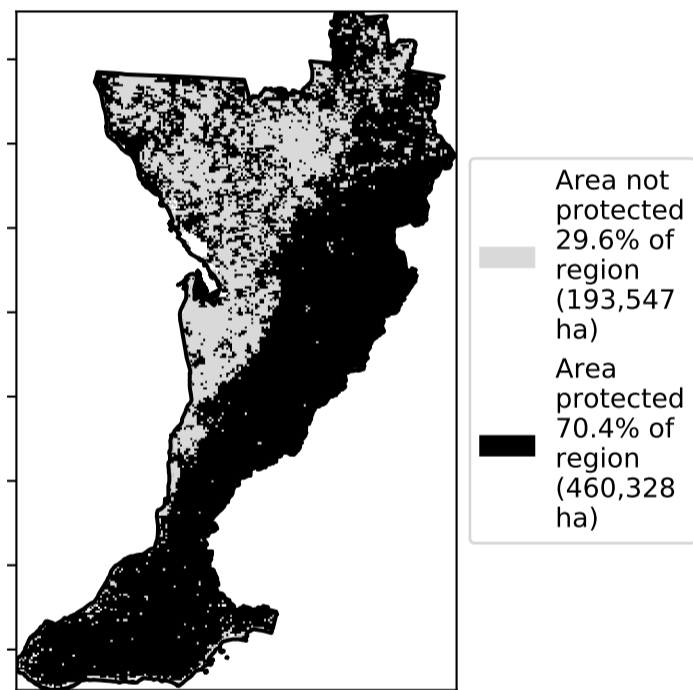 Area not
protected
29.6% of
region
(193,547
ha)
Area
protected
70.4% of
region
(460,328
ha)